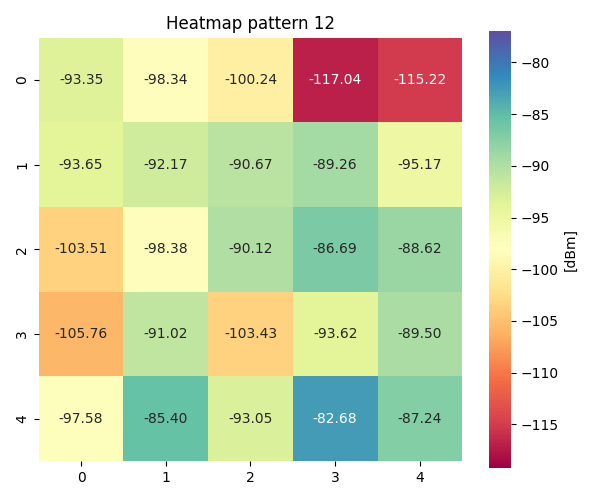 Heatmap pattern 12
0 -93.35 -98.34 -100.24 -117.04 -115.22
1 -93.65 -92.17 -90.67 -89.26 -95.17
2 -103.51 -98.38 -90.12 -86.69 -88.62
3 -105.76 -91.02 -103.43 -93.62 -89.50
4 -97.58 -85.40 -93.05 -82.68 -87.24
0 1 2 3 4
−80
−85
−90
−95
−100
−105
−110
−115
[dBm]